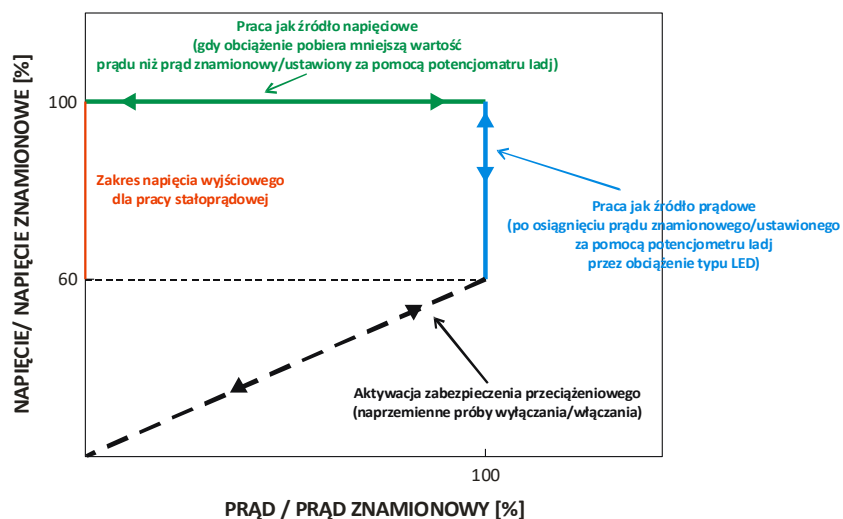 Praca jak źródło napięciowe
(gdy obciążenie pobiera mniejszą wartość
prądu niż prąd znamionowy/ustawiony za pomocą potencjomatru Iadj)
NAPIĘCIE/ NAPIĘCIE ZNAMIONOWE [%]
100
Zakres napięcia wyjściowego
dla pracy stałoprądowej
Praca jak źródło prądowe
(po osiągnięciu prądu znamionowego/ustawionego
za pomocą potencjometru Iadj
przez obciążenie typu LED)
60
Aktywacja zabezpieczenia przeciążeniowego
(naprzemienne próby wyłączania/włączania)
100
PRĄD / PRĄD ZNAMIONOWY [%]